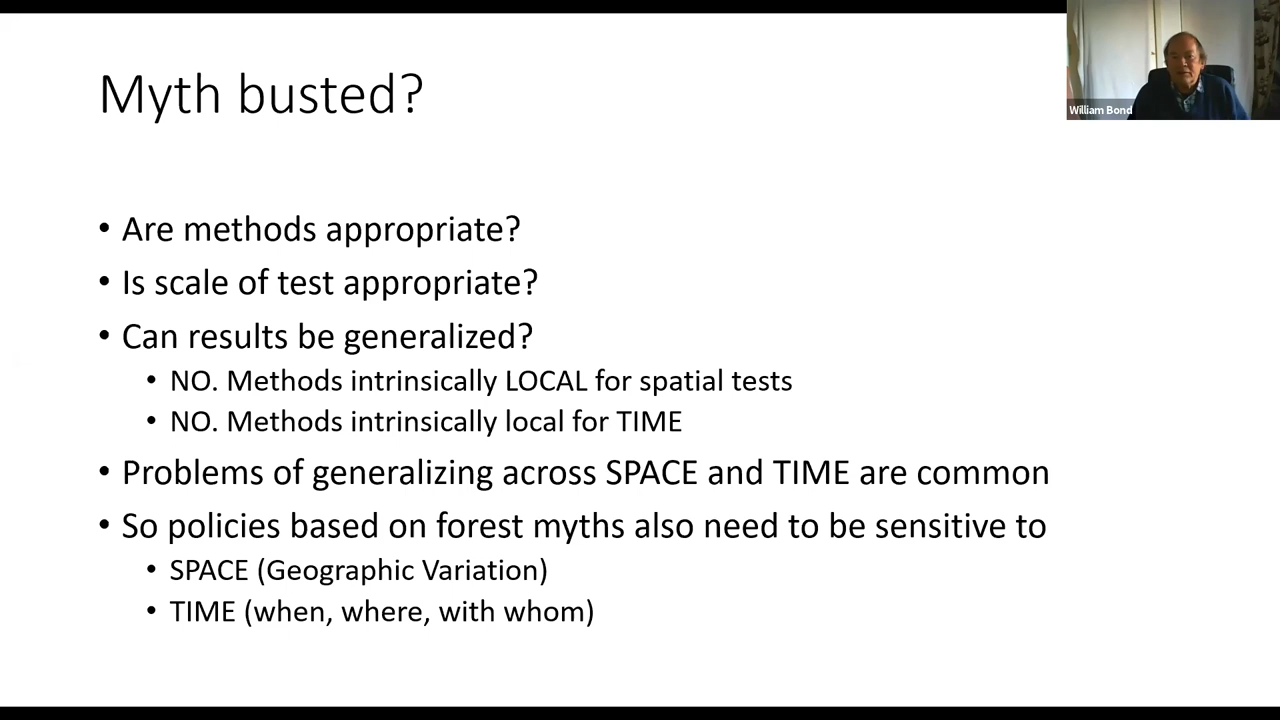 Myth busted?
William Bond
• Are methods appropriate?
• Is scale of test appropriate?
• Can results be generalized?
• NO. Methods intrinsically LOCAL for spatial tests
• NO. Methods intrinsically local for TIME
• Problems of generalizing across SPACE and TIME are common
• So policies based on forest myths also need to be sensitive to
• SPACE (Geographic Variation)
• TIME (when, where, with whom)